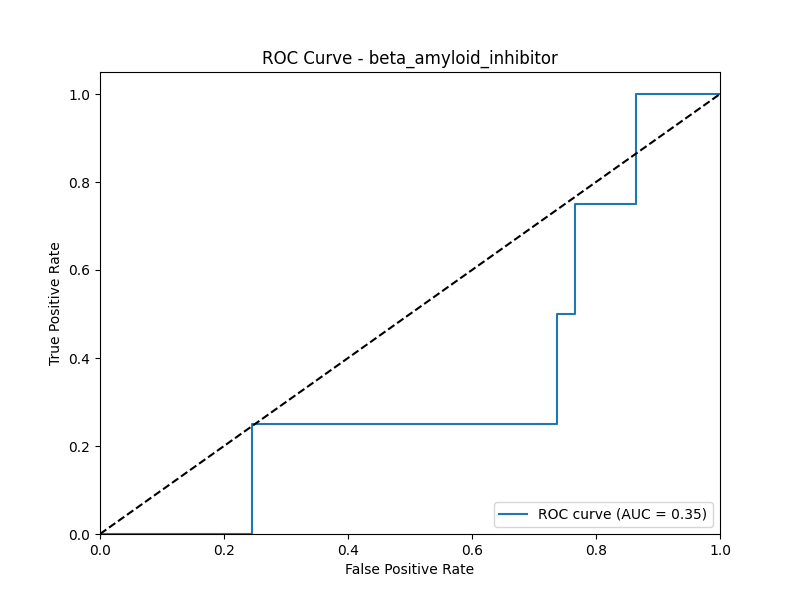 ROC Curve - beta_amyloid_inhibitor
True Positive Rate
1.0
0.8
0.6
0.4
0.2
0.0
ROC curve (AUC = 0.35)
0.0 0.2 0.4 0.6 0.8 1.0
False Positive Rate